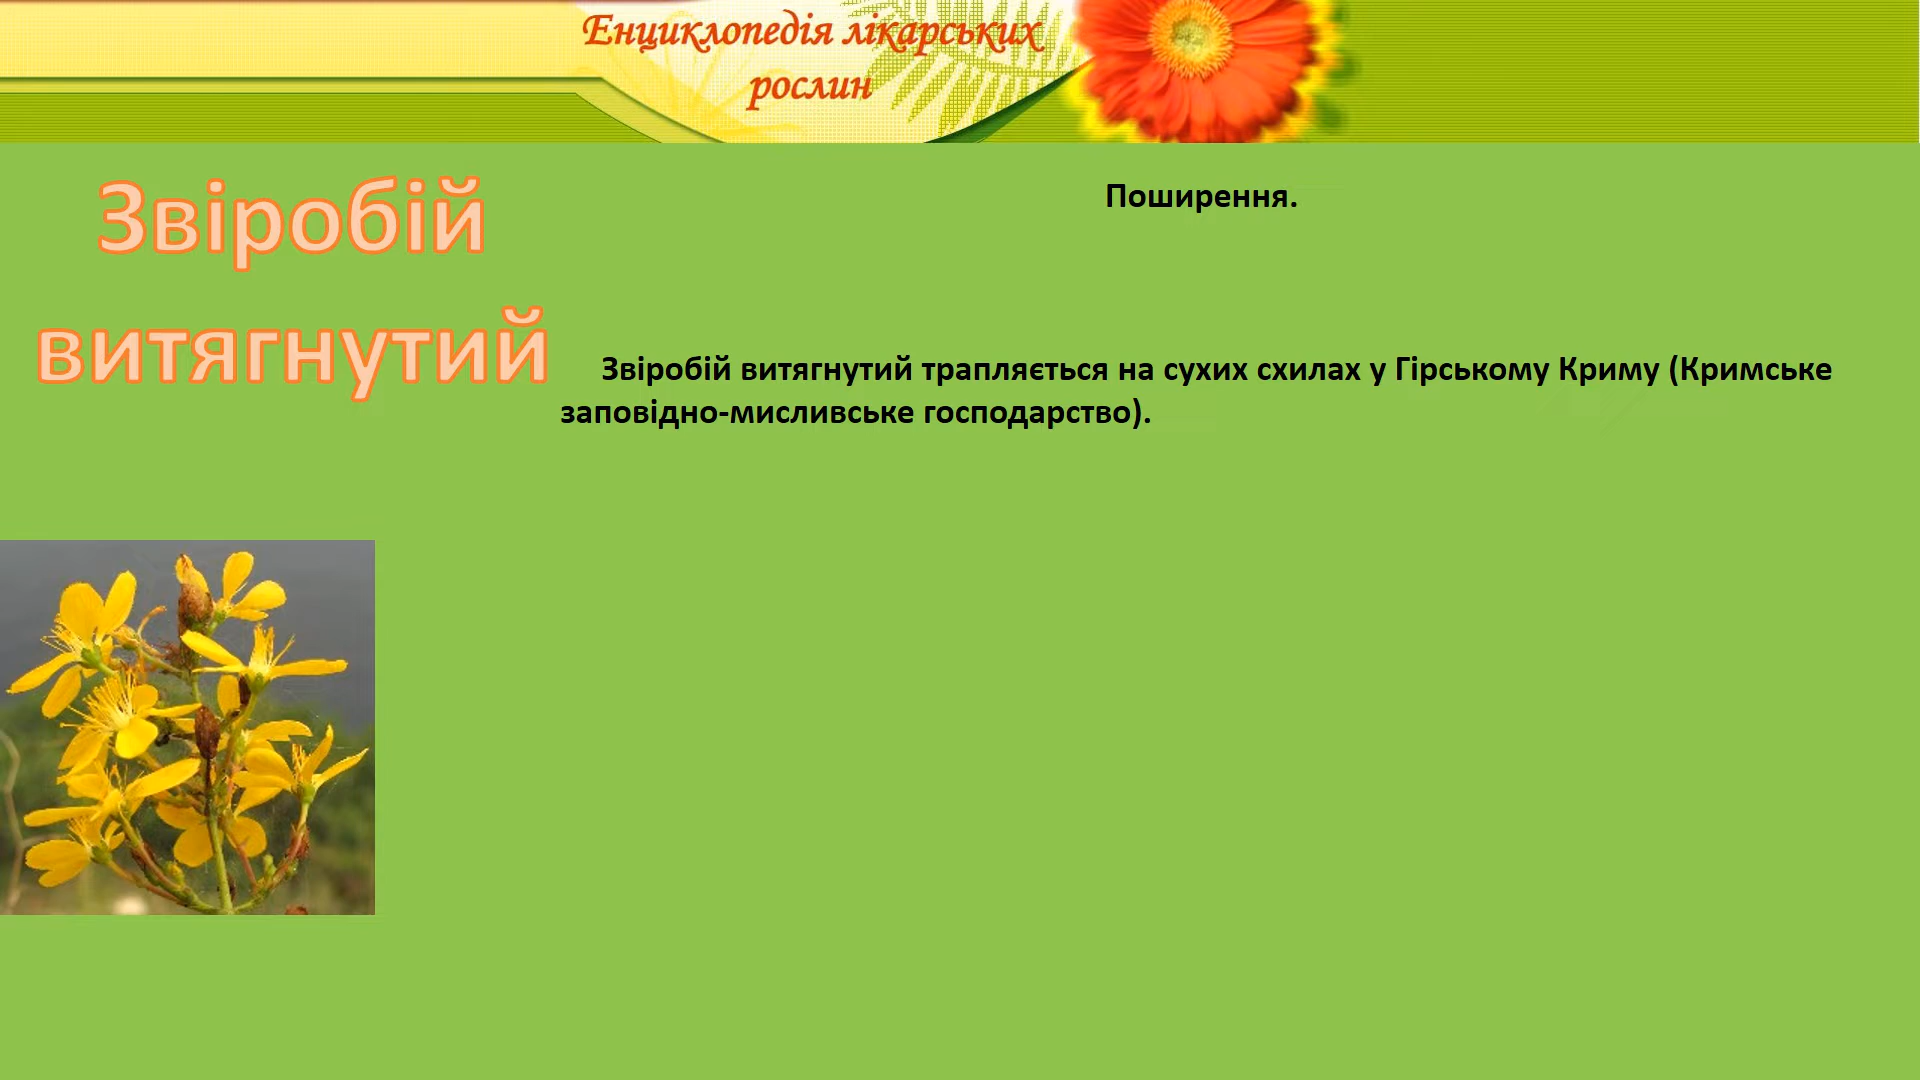 Енциклопедія лікарських
рослин
Звіробій
витягнутий
Поширення.
Звіробій витягнутий трапляється на сухих схилах у Гірському Криму (Кримське
заповідно-мисливське господарство).